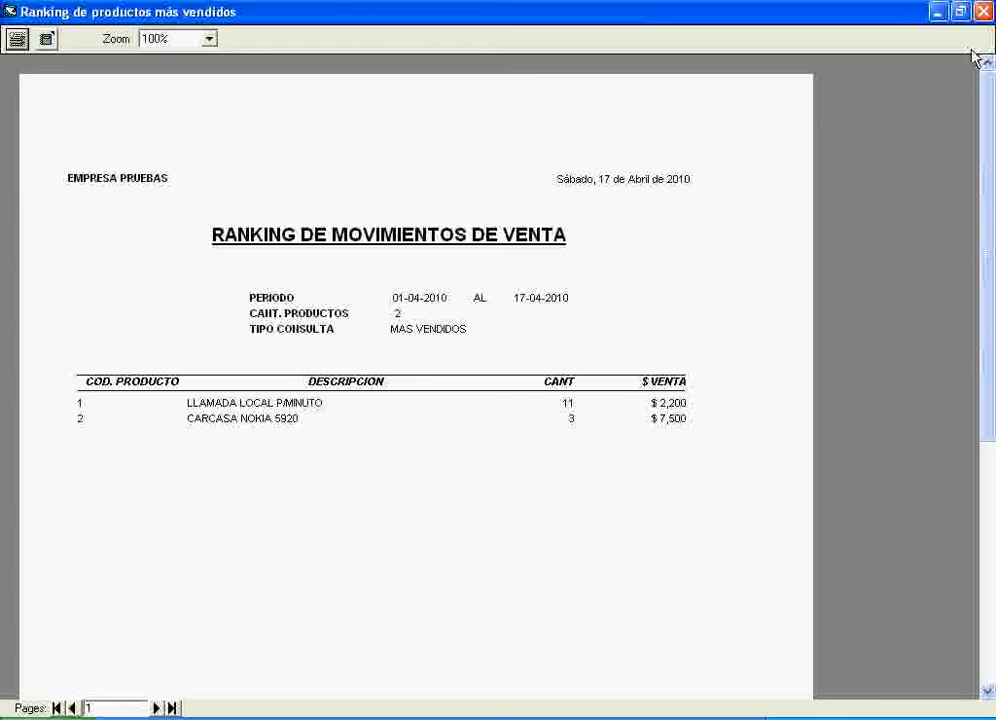 Ranking de productos más vendidos
Zoom 100%
EMPRESA PRUEBAS Sábado, 17 de Abril de 2010
RANKING DE MOVIMIENTOS DE VENTA
PERIODO 01-04-2010 AL 17-04-2010
CANT. PRODUCTOS 2
TIPO CONSULTA MAS VENDIDOS
COD. PRODUCTO DESCRIPCION CANT $ VENTA
1 LLAMADA LOCAL P/MINUTO 11 $ 2,200
2 CARCASA NOKIA 5920 3 $ 7,500
Pages: 1